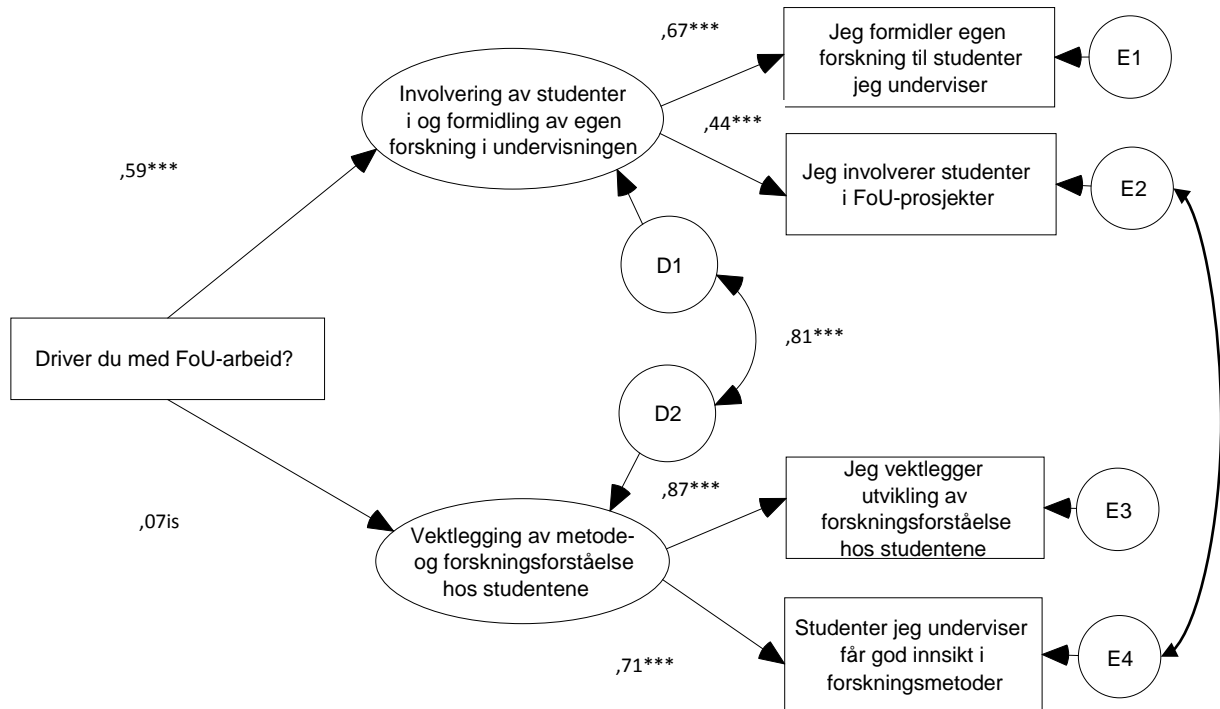 ,67***
Jeg formidler egen
forskning til studenter
jeg underviser
E1
Involvering av studenter
i og formidling av egen
forskning i undervisningen
,44***
,59***
Jeg involverer studenter
i FoU-prosjekter
E2
D1
Driver du med FoU-arbeid?
,81***
D2
,87***
Jeg vektlegger
utvikling av
forskningsforståelse
hos studentene
E3
,07is
Vektlegging av metode-
og forskningsforståelse
hos studentene
,71***
Studenter jeg underviser
får god innsikt i
forskningsmetoder
E4